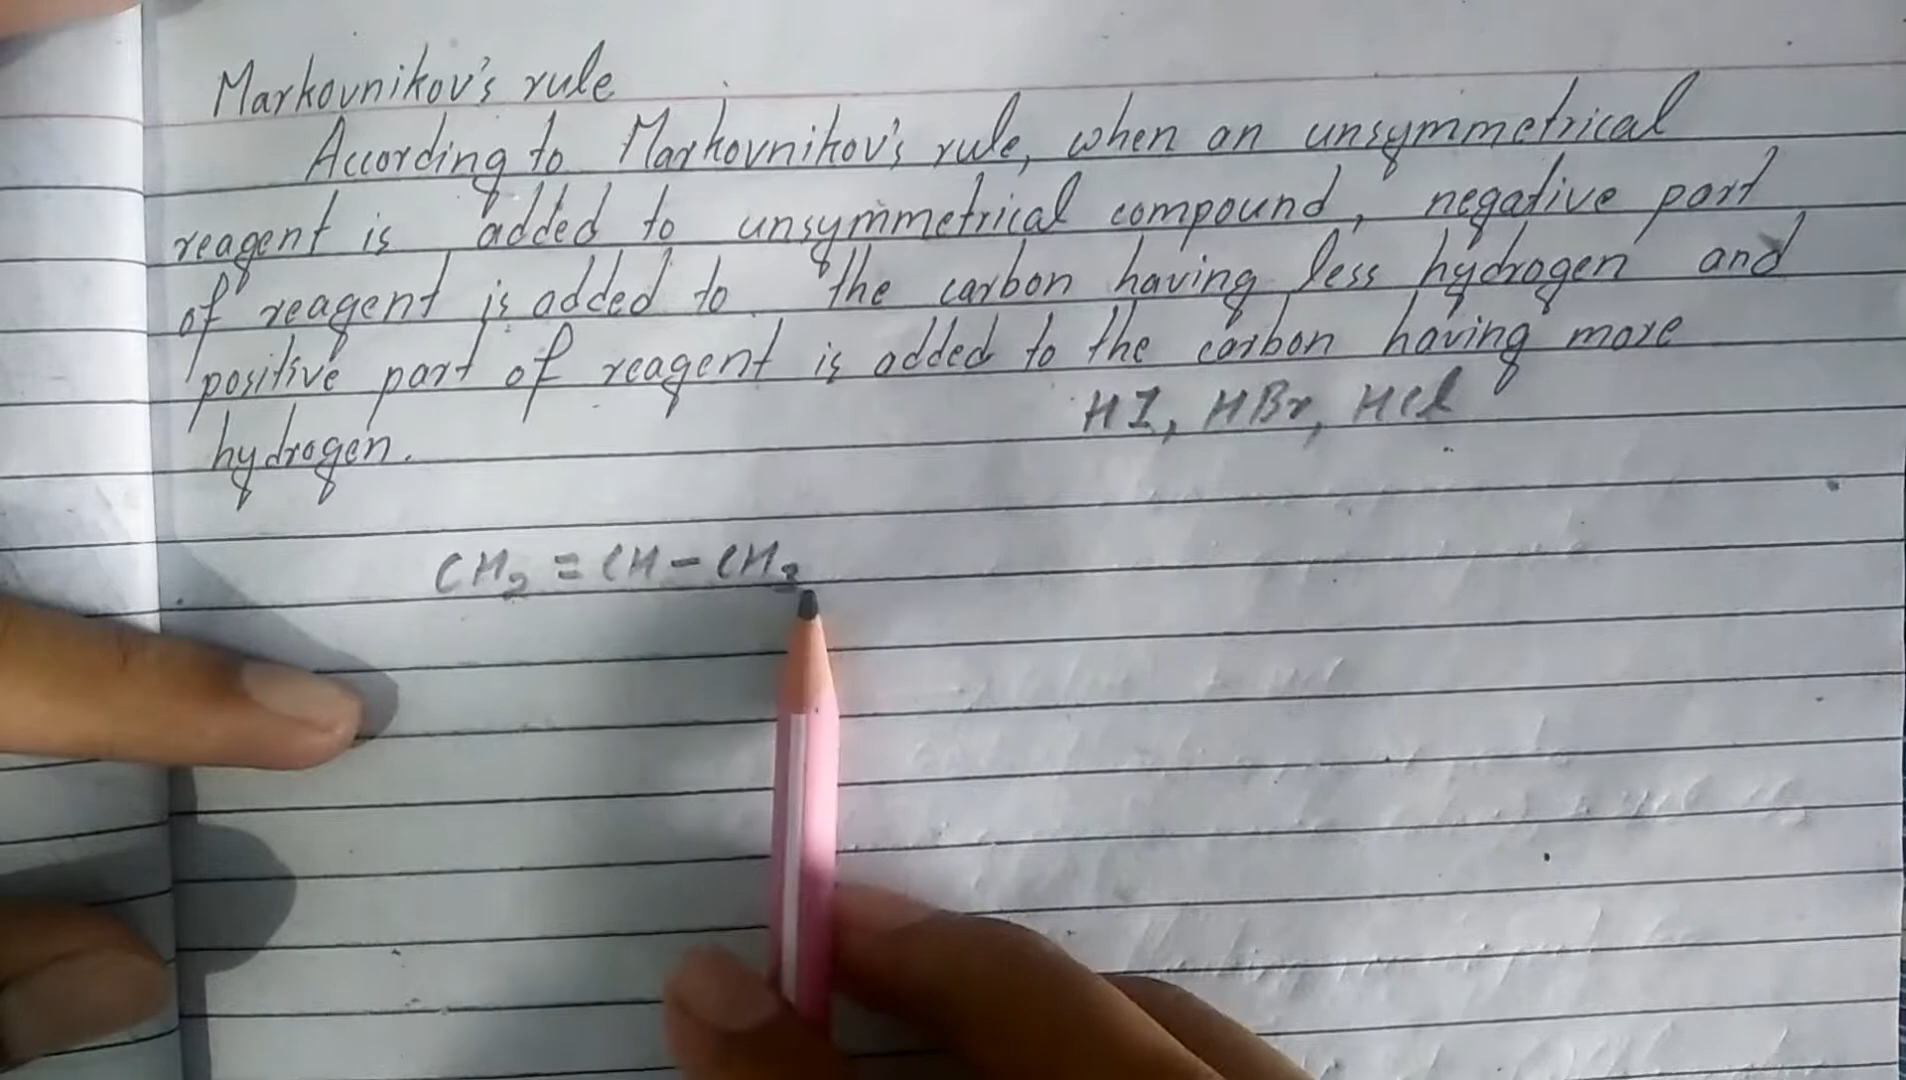 Markovnikov's rule
According to Markovnikov's rule, when an unsymmetrical
reagent is added to unsymmetrical compound, negative part
of reagent is added to the carbon having less hydrogen and
positive part of reagent is added to the carbon having more
hydrogen.
HI, HBr, HCl
CH₂ = CH – CH₃